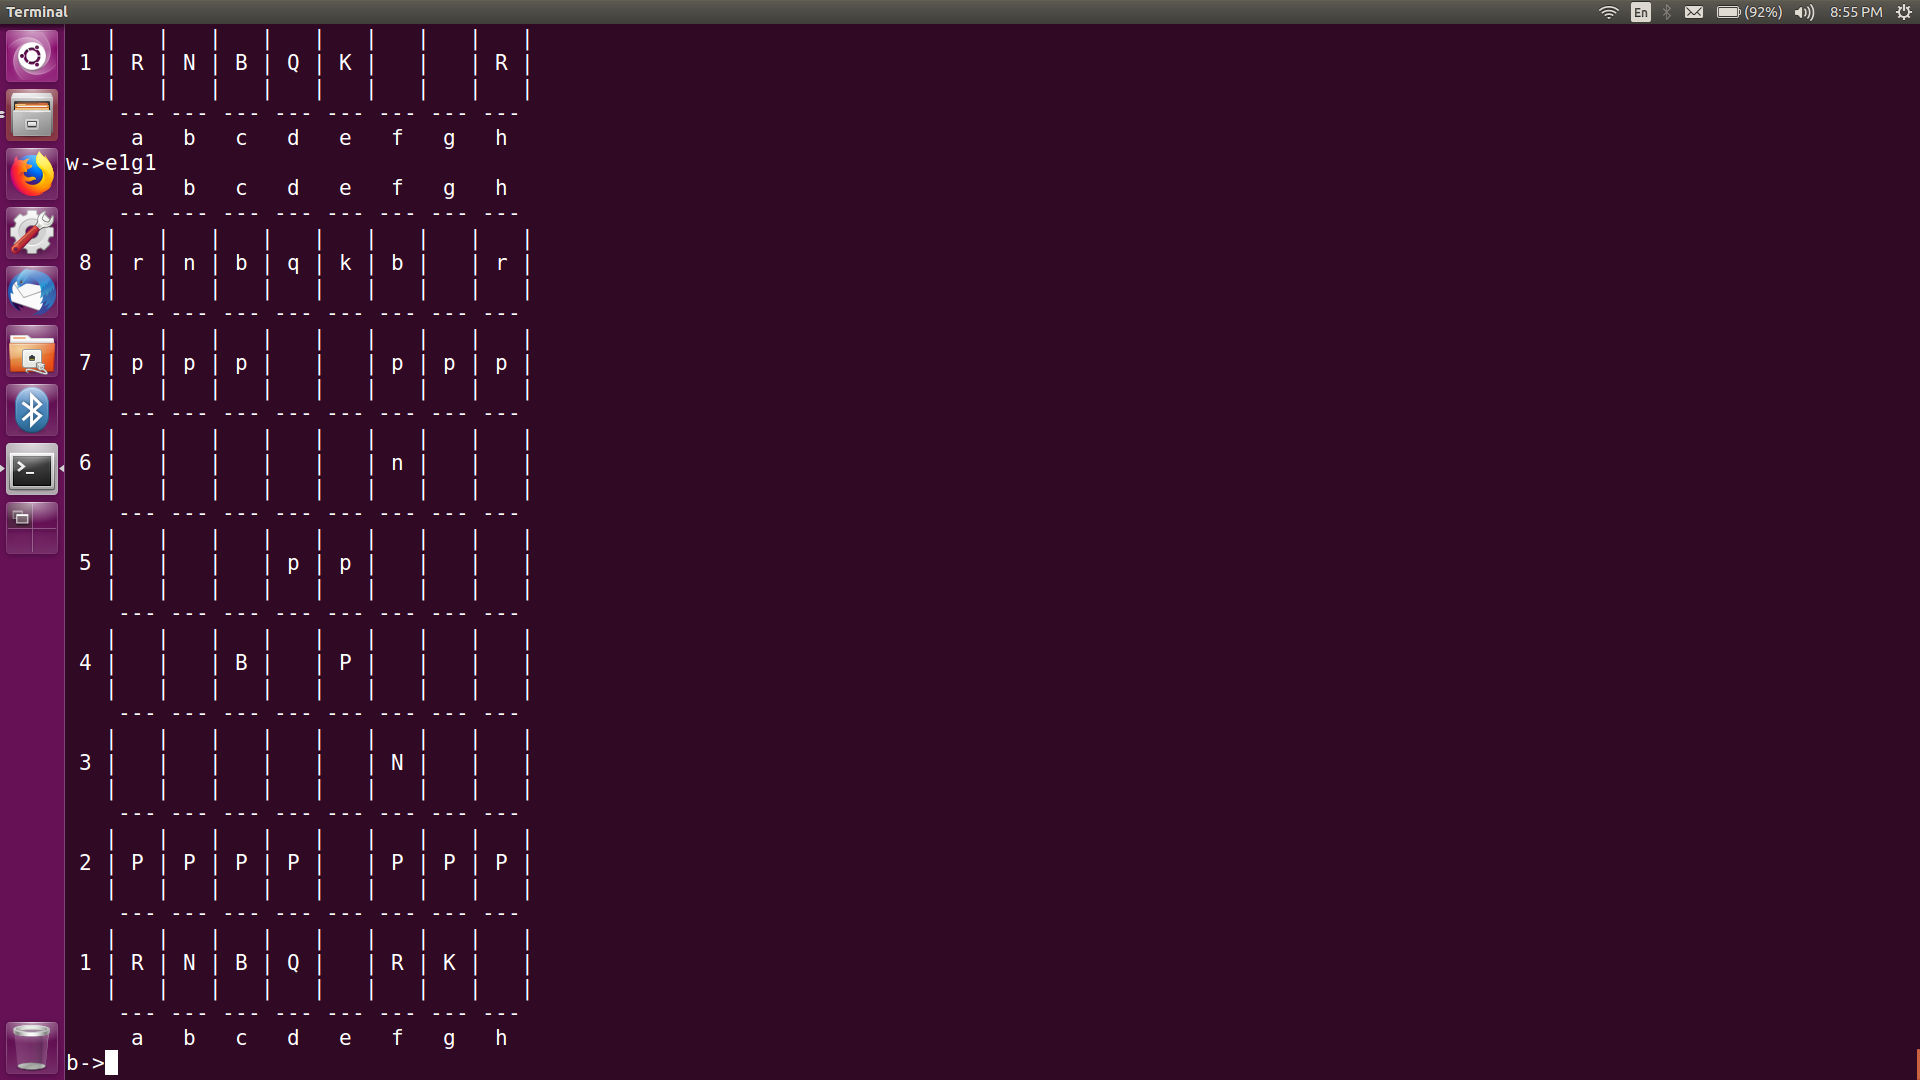 Terminal En (92%) 8:55 PM
| | | | | | | | |
1 | R | N | B | Q | K | | | R |
| | | | | | | | |
--- --- --- --- --- --- --- ---
a b c d e f g h
w->e1g1
a b c d e f g h
--- --- --- --- --- --- --- ---
| | | | | | | | |
8 | r | n | b | q | k | b | | r |
| | | | | | | | |
--- --- --- --- --- --- --- ---
| | | | | | | | |
7 | p | p | p | | | p | p | p |
| | | | | | | | |
--- --- --- --- --- --- --- ---
| | | | | | | | |
6 | | | | | | n | | |
| | | | | | | | |
--- --- --- --- --- --- --- ---
| | | | | | | | |
5 | | | | p | p | | | |
| | | | | | | | |
--- --- --- --- --- --- --- ---
| | | | | | | | |
4 | | | B | | P | | | |
| | | | | | | | |
--- --- --- --- --- --- --- ---
| | | | | | | | |
3 | | | | | | N | | |
| | | | | | | | |
--- --- --- --- --- --- --- ---
| | | | | | | | |
2 | P | P | P | P | | P | P | P |
| | | | | | | | |
--- --- --- --- --- --- --- ---
| | | | | | | | |
1 | R | N | B | Q | | R | K | |
| | | | | | | | |
--- --- --- --- --- --- --- ---
a b c d e f g h
b->